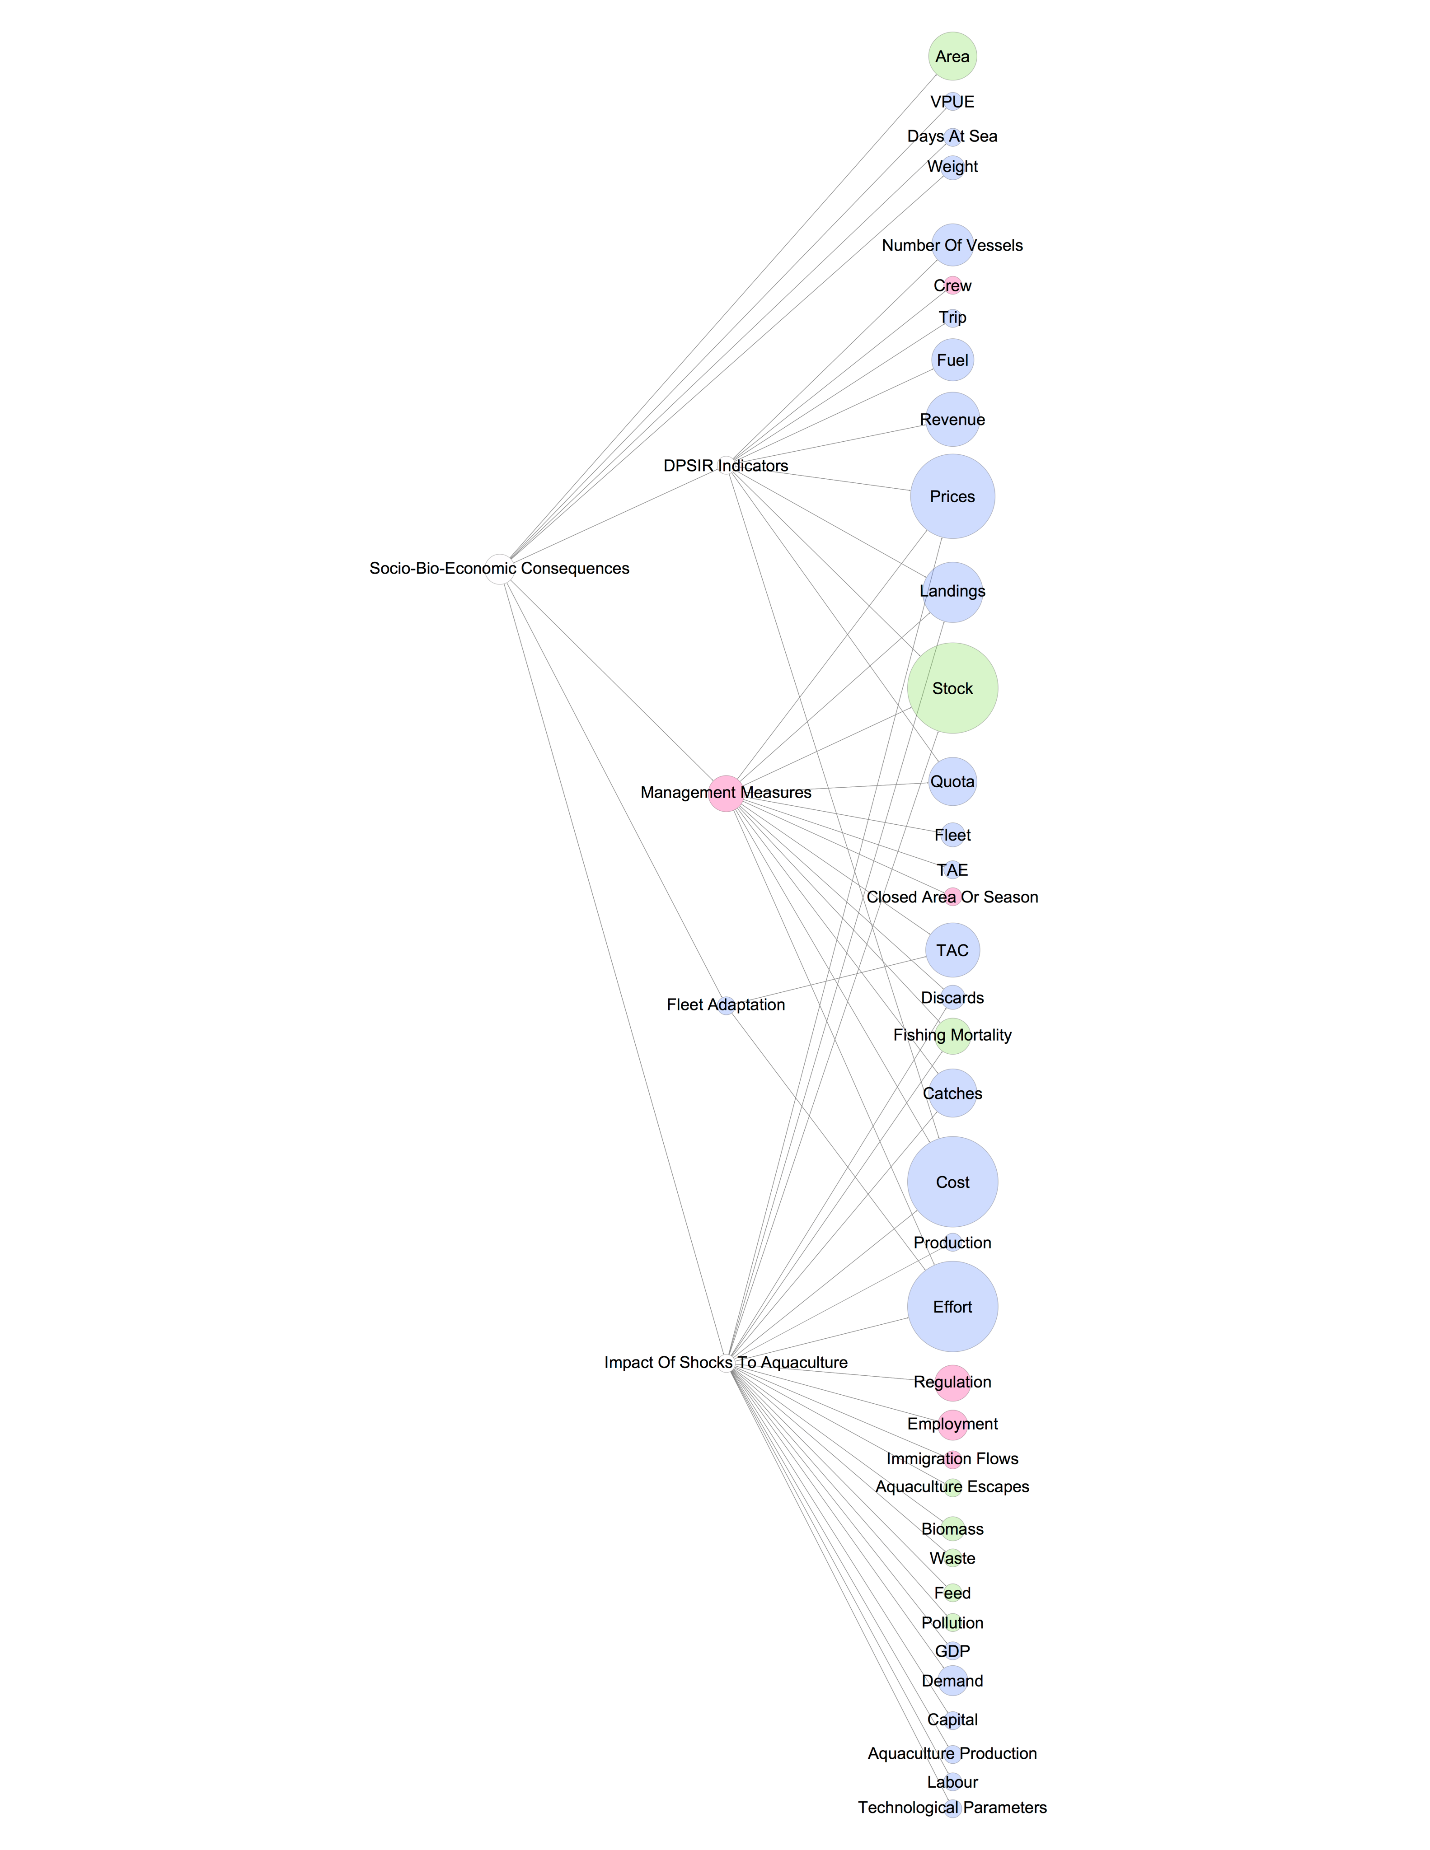 Area
VPUE
Days At Sea
Weight
Number Of Vessels
Crew
Trip
Fuel
Revenue
DPSIR Indicators
Prices
Socio-Bio-Economic Consequences
Landings
Stock
Quota
Management Measures
Fleet
TAE
Closed Area Or Season
TAC
Discards
Fleet Adaptation
Fishing Mortality
Catches
Cost
Production
Effort
Impact Of Shocks To Aquaculture
Regulation
Employment
Immigration Flows
Aquaculture Escapes
Biomass
Waste
Feed
Pollution
GDP
Demand
Capital
Aquaculture Production
Labour
Technological Parameters